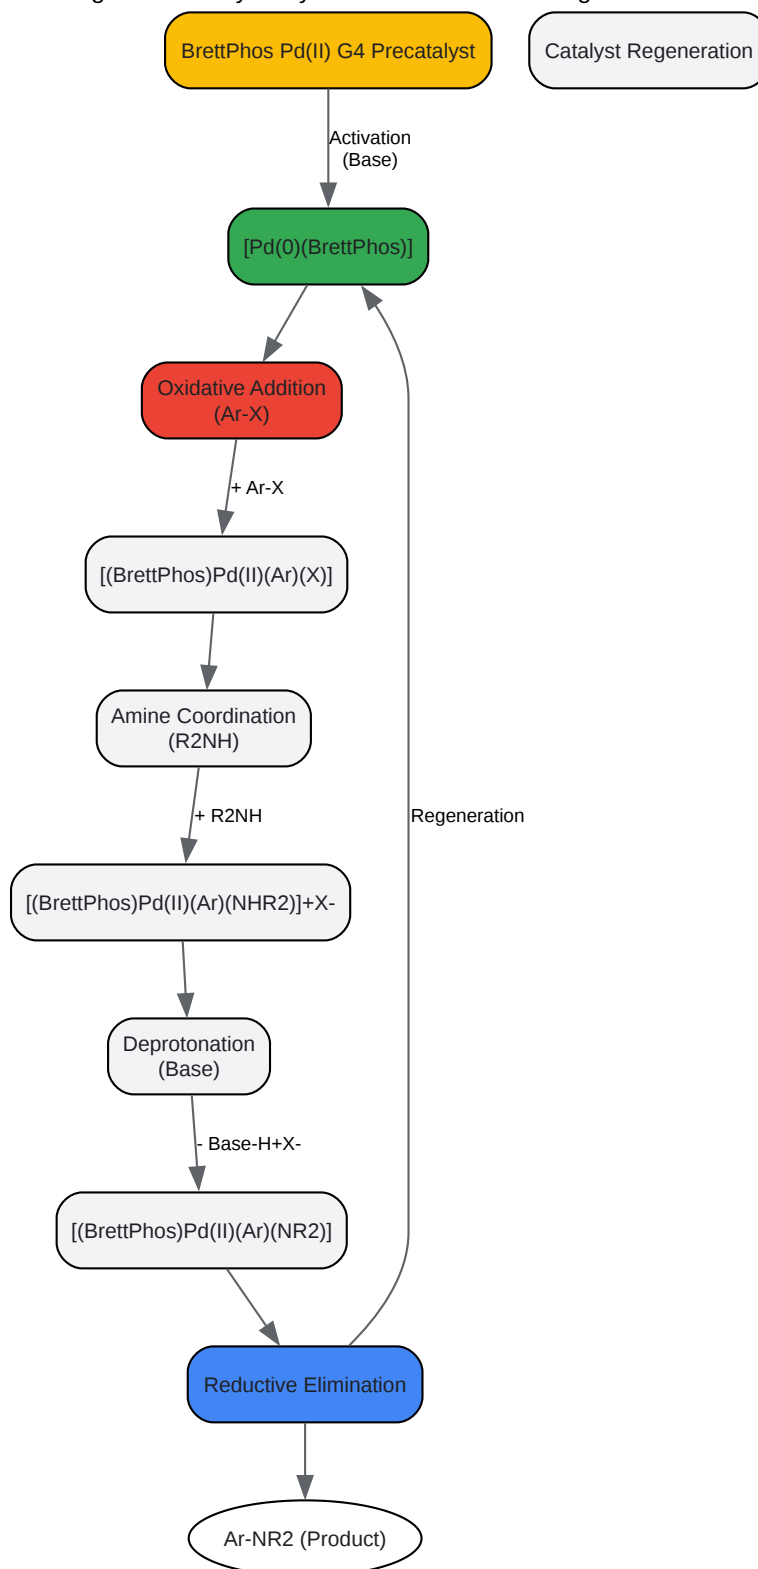 BrettPhos Pd(II) G4 Precatalyst
Catalyst Regeneration
Activation
(Base)
[Pd(0)(BrettPhos)]
Oxidative Addition
(Ar-X)
+ Ar-X
[(BrettPhos)Pd(II)(Ar)(X)]
Amine Coordination
(R2NH)
+ R2NH
Regeneration
[(BrettPhos)Pd(II)(Ar)(NHR2)]+X-
Deprotonation
(Base)
- Base-H+X-
[(BrettPhos)Pd(II)(Ar)(NR2)]
Reductive Elimination
Ar-NR2 (Product)